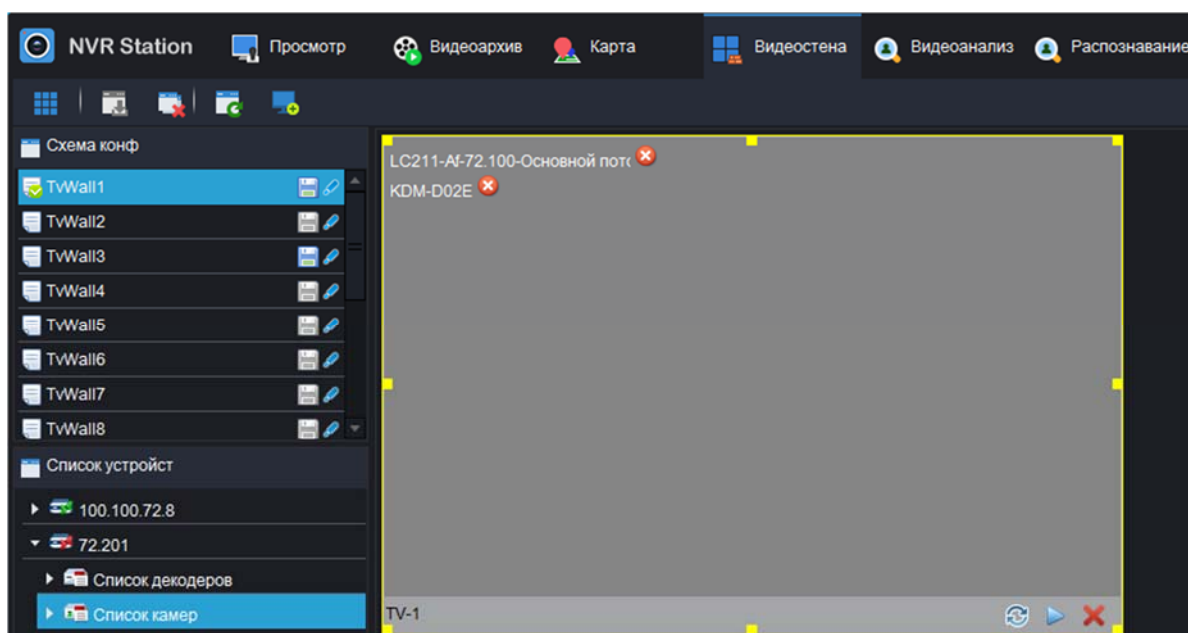 NVR Station Просмотр Видеоархив Карта Видеостена Видеоанализ Распознавание
Схема конф
TvWall1
TvWall2
TvWall3
TvWall4
TvWall5
TvWall6
TvWall7
TvWall8
Список устройст
100.100.72.8
72.201
Список декодеров
Список камер
LC211-Af-72.100-Основной пото
KDM-D02E
TV-1